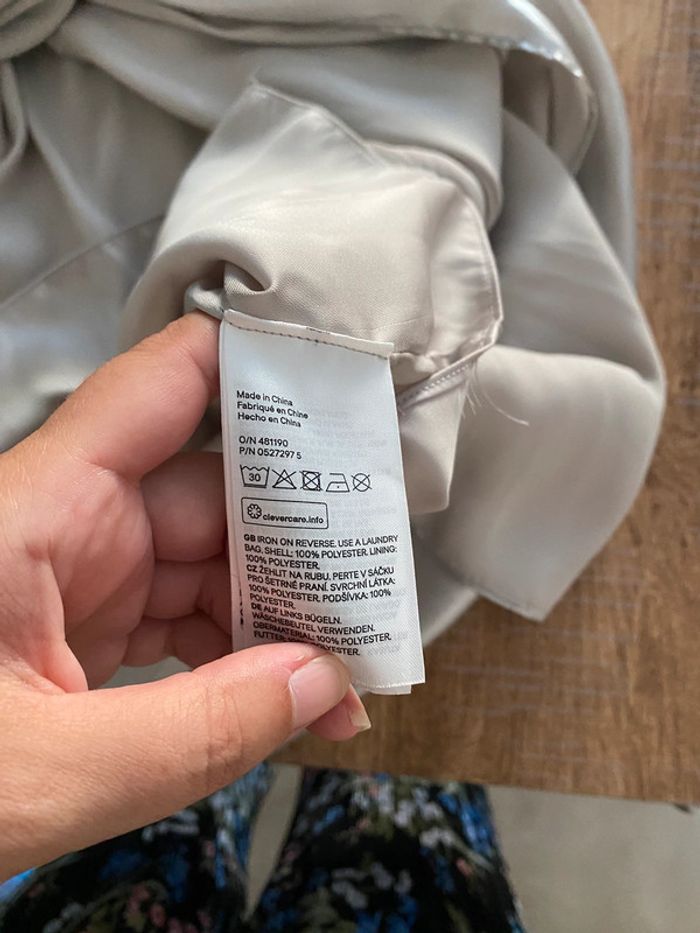 Made in China
Fabriqué en Chine
Hecho en China
O/N 481190
P/N 0527297 5
30
clevercare.info
GB IRON ON REVERSE. USE A LAUNDRY
BAG, SHELL: 100% POLYESTER. LINING:
100% POLYESTER.
CZ ŽEHLIT NA RUBU. PERTE V SÁČKU
PRO ŠETRNÉ PRANÍ. SVRCHNÍ LÁTKA:
100% POLYESTER. PODŠÍVKA: 100%
POLYESTER.
DE AUF LINKS BÜGELN.
WÄSCHEBEUTEL VERWENDEN.
OBERMATERIAL: 100% POLYESTER.
FUTTER: 100% POLYESTER.